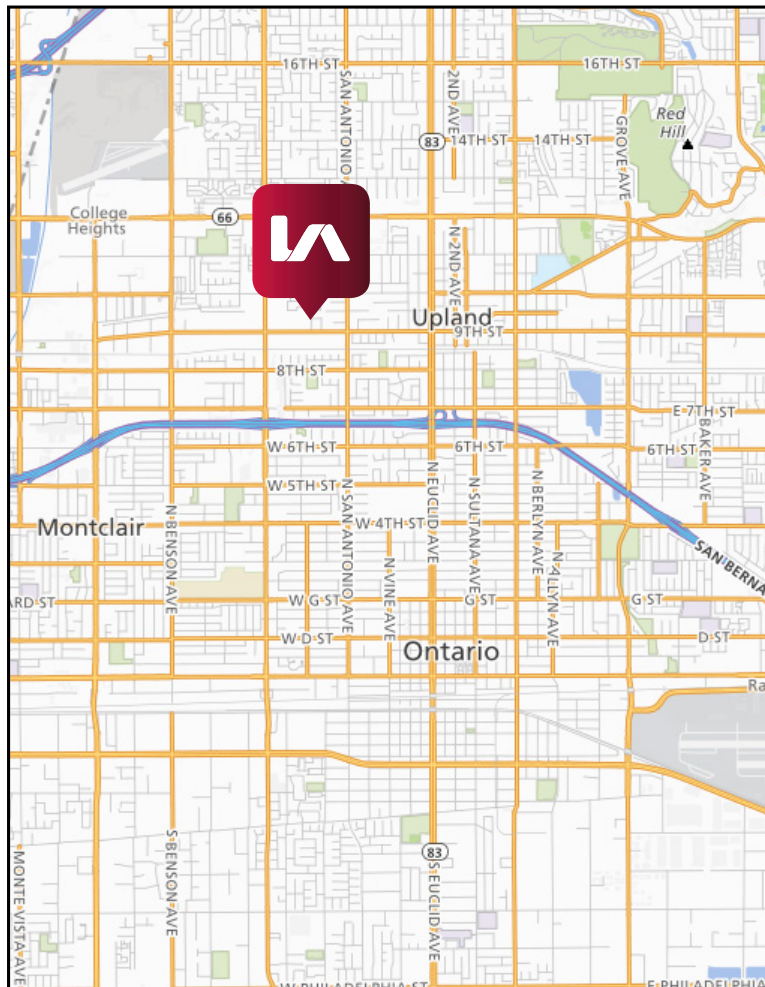 16TH ST
16TH ST
SAN ANTONIO
2ND AVE
Red
Hill
83
14TH ST
14TH ST
GROVE AVE
College
Heights
66
LA
N 2ND AVE
Upland
9TH ST
8TH ST
E 7TH ST
W 6TH ST
6TH ST
6TH ST
BAKER AVE
W 5TH ST
N BENSON AVE
N SAN ANTONIO AVE
N EUCLID AVE
N SULTANA AVE
N BERLYN AVE
Montclair
W 4TH ST
N VINE AVE
N ALLYN AVE
SAN BERNA
ARD ST
W G ST
G ST
G ST
W D ST
D ST
Ontario
Ra
83
MONTE VISTA AVE
S BENSON AVE
S EUCLID AVE
W PHILADELPHIA ST
E PHILADELPHIA